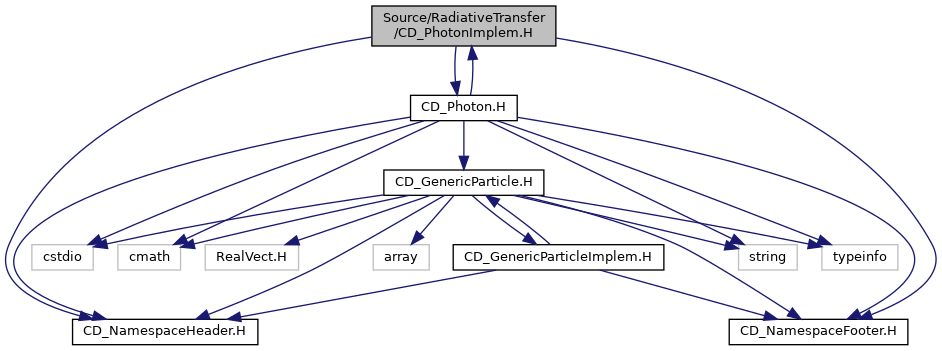 Source/RadiativeTransfer
/CD_PhotonImplem.H
CD_Photon.H
CD_GenericParticle.H
cstdio
cmath
RealVect.H
array
CD_GenericParticleImplem.H
string
typeinfo
CD_NamespaceHeader.H
CD_NamespaceFooter.H